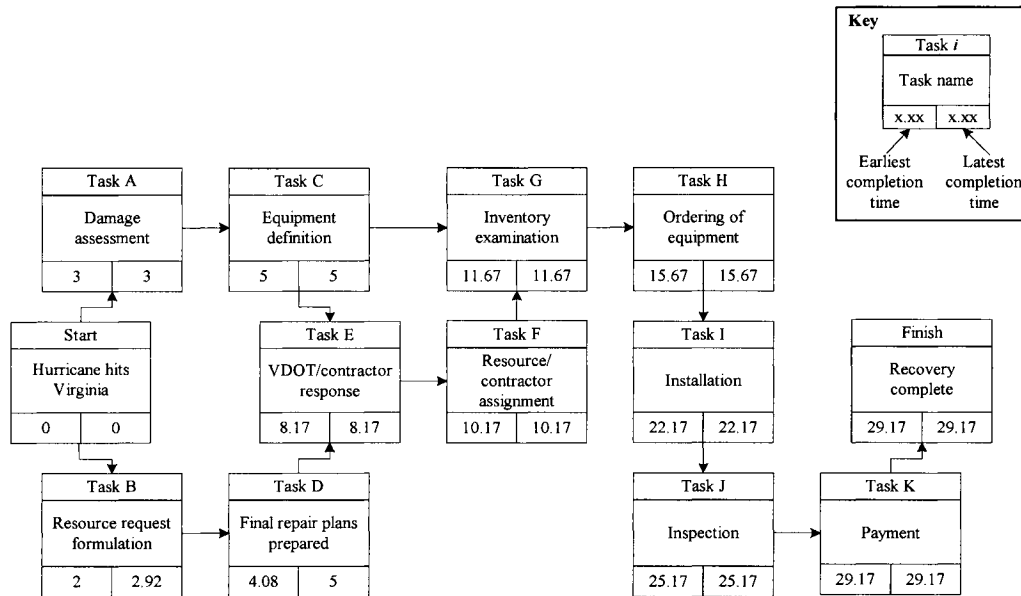 Key
Task i
Task name
x.xx x.xx
Earliest completion time
Latest completion time
Task A
Damage assessment
3 3
Task C
Equipment definition
5 5
Task G
Inventory examination
11.67 11.67
Task H
Ordering of equipment
15.67 15.67
Start
Hurricane hits Virginia
0 0
Task E
VDOT/contractor response
8.17 8.17
Task F
Resource/ contractor assignment
10.17 10.17
Task I
Installation
22.17 22.17
Finish
Recovery complete
29.17 29.17
Task B
Resource request formulation
2 2.92
Task D
Final repair plans prepared
4.08 5
Task J
Inspection
25.17 25.17
Task K
Payment
29.17 29.17